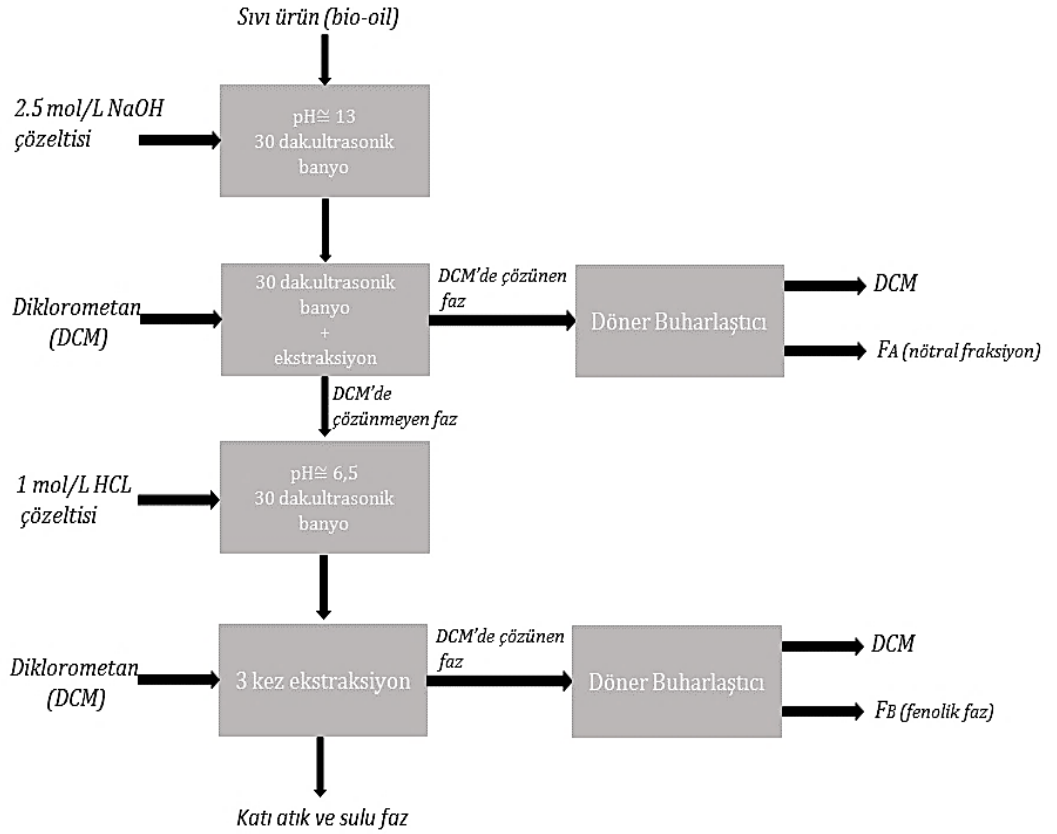 Sıvı ürün (bio-oil)
2.5 mol/L NaOH
çözeltisi
pH≅ 13
30 dak.ultrasonik
banyo
Diklorometan
(DCM)
30 dak.ultrasonik
banyo
+
ekstraksiyon
DCM'de çözünen
faz
Döner Buharlaştıcı
DCM
FA (nötral fraksiyon)
DCM'de
çözünmeyen faz
1 mol/L HCL
çözeltisi
pH≅ 6,5
30 dak.ultrasonik
banyo
Diklorometan
(DCM)
3 kez ekstraksiyon
DCM'de çözünen
faz
Döner Buharlaştıcı
DCM
FB (fenolik faz)
Katı atık ve sulu faz